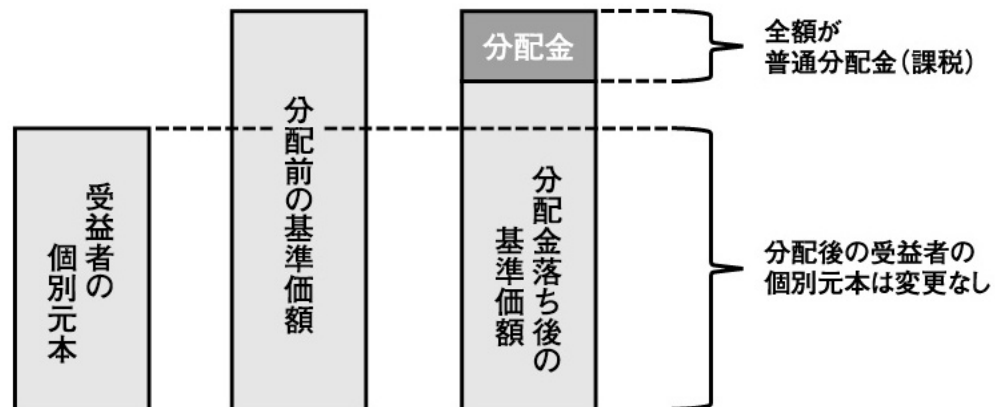 受益者の
個別元本
分配前の基準価額
分配金
分配金落ち後の
基準価額
全額が
普通分配金(課税)
分配後の受益者の
個別元本は変更なし